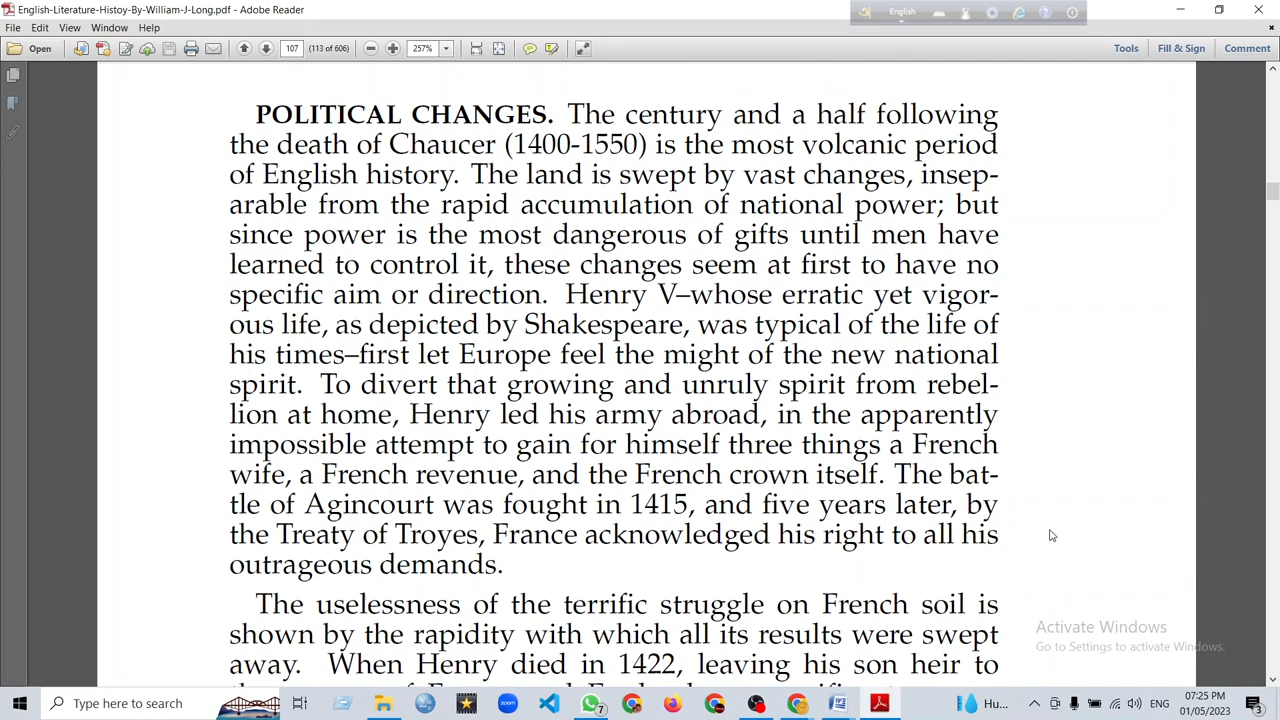 English-Literature-Histoy-By-William-J-Long.pdf - Adobe Reader
English
File Edit View Window Help
Open 107 (113 of 606) 257% Tools Fill & Sign Comment
POLITICAL CHANGES. The century and a half following
the death of Chaucer (1400-1550) is the most volcanic period
of English history. The land is swept by vast changes, insep-
arable from the rapid accumulation of national power; but
since power is the most dangerous of gifts until men have
learned to control it, these changes seem at first to have no
specific aim or direction. Henry V–whose erratic yet vigor-
ous life, as depicted by Shakespeare, was typical of the life of
his times–first let Europe feel the might of the new national
spirit. To divert that growing and unruly spirit from rebel-
lion at home, Henry led his army abroad, in the apparently
impossible attempt to gain for himself three things a French
wife, a French revenue, and the French crown itself. The bat-
tle of Agincourt was fought in 1415, and five years later, by
the Treaty of Troyes, France acknowledged his right to all his
outrageous demands.
The uselessness of the terrific struggle on French soil is
shown by the rapidity with which all its results were swept
away. When Henry died in 1422, leaving his son heir to
Activate Windows
Go to Settings to activate Windows.
Type here to search
zoom
7
Hu...
ENG
07:25 PM
01/05/2023
3